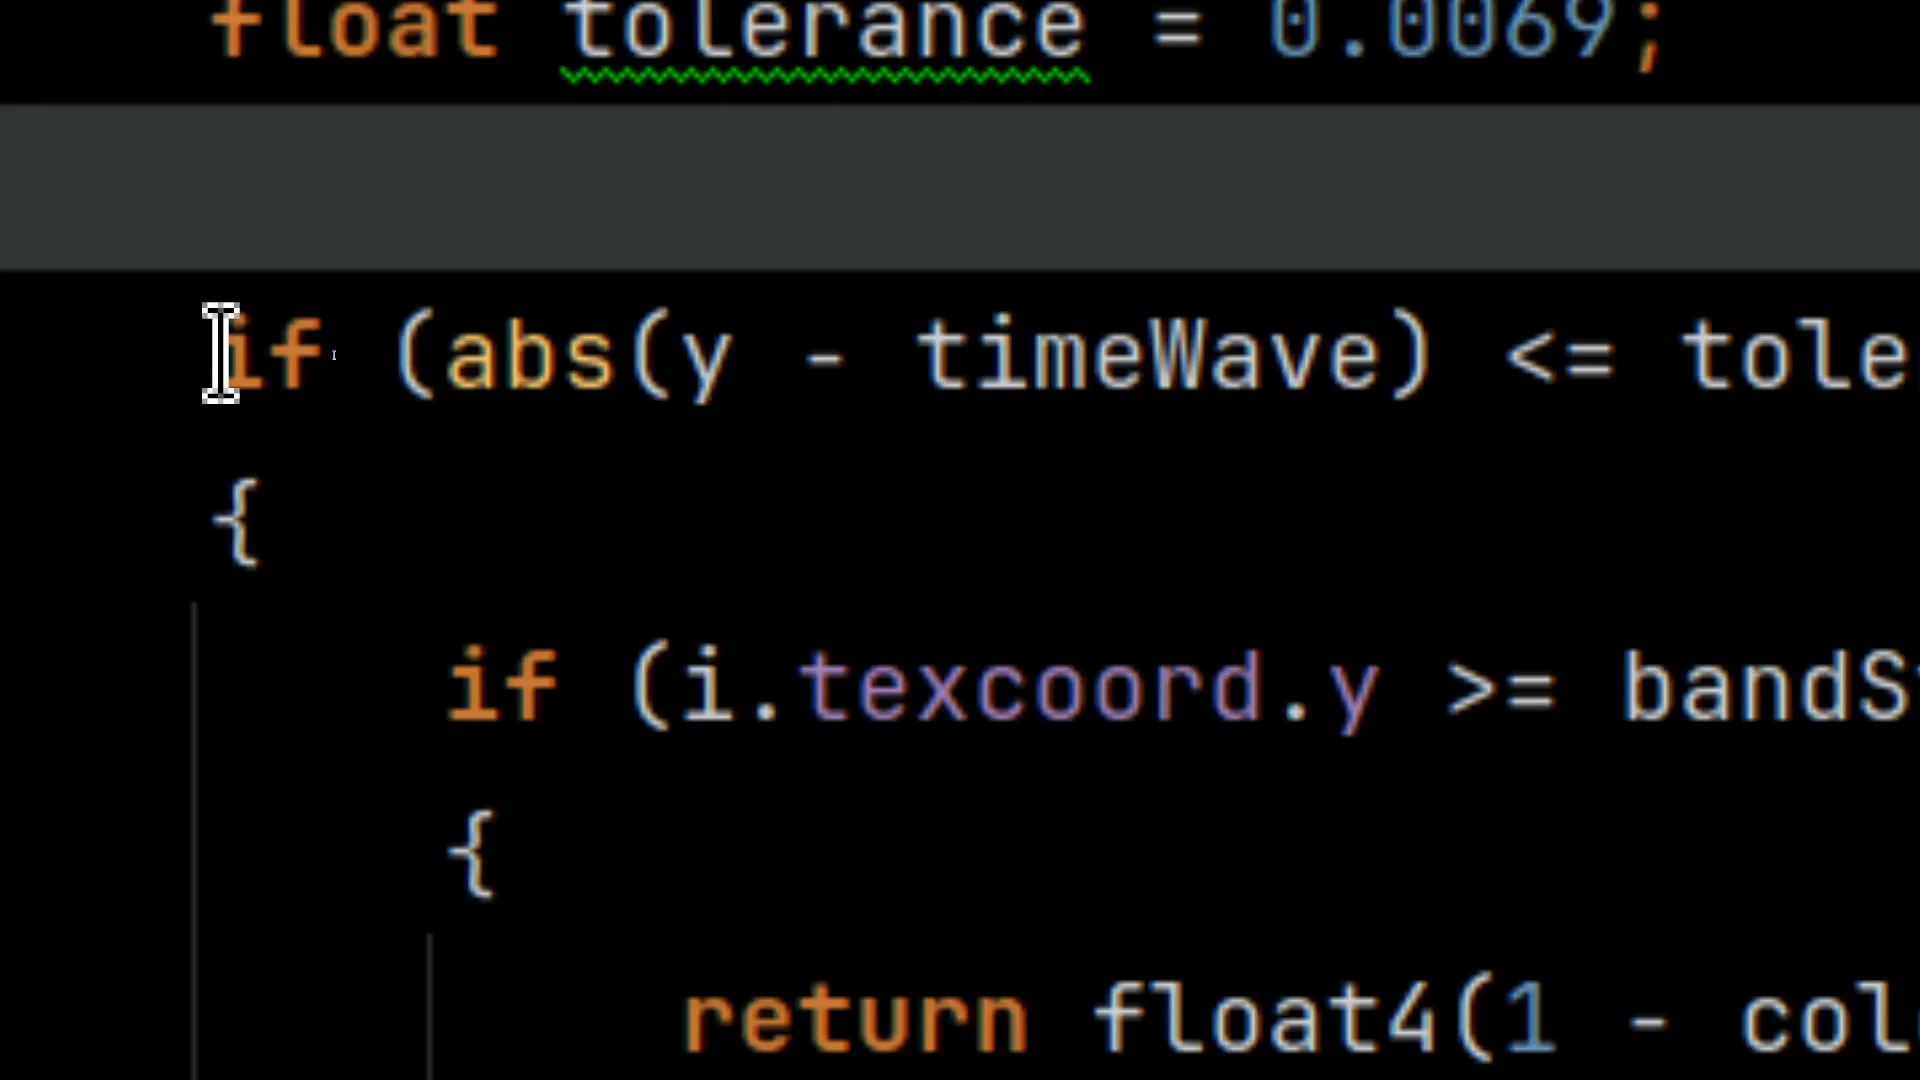 float tolerance = 0.0069;
if (abs(y - timeWave) <= tole
{
if (i.texcoord.y >= bandS
{
return float4(1 - col